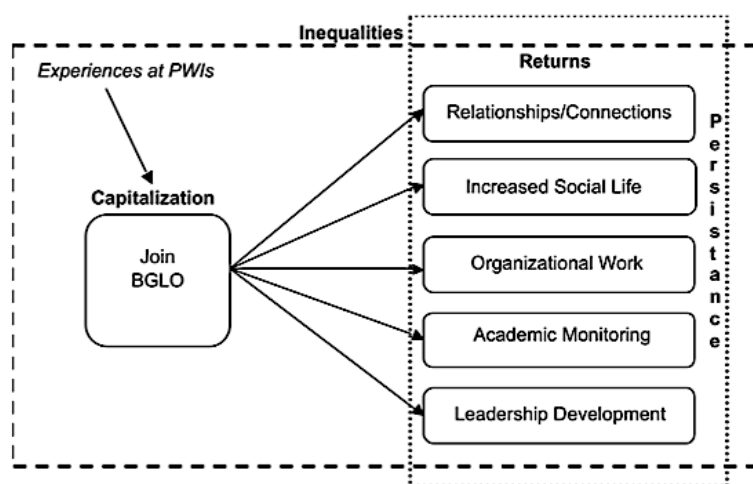 Inequalities
Experiences at PWIs
Returns
Relationships/Connections
Capitalization
Increased Social Life
Join
BGLO
Organizational Work
Academic Monitoring
Leadership Development
Persistance